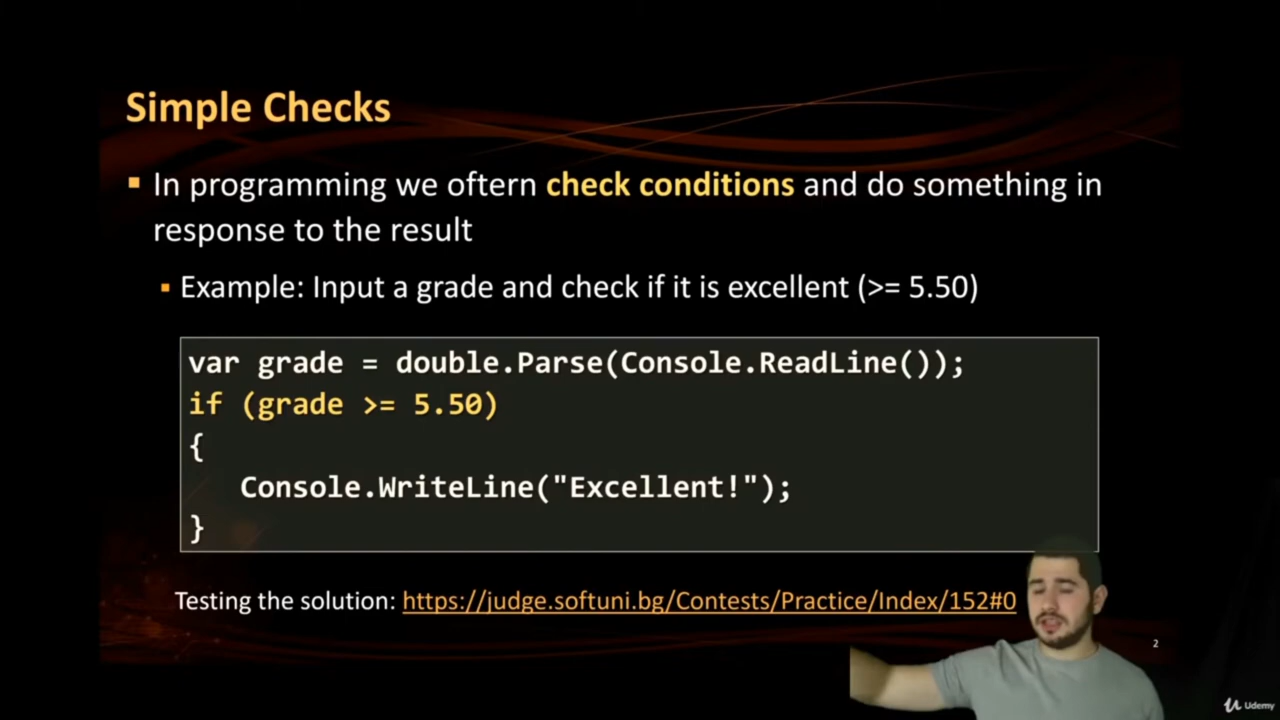 Simple Checks
In programming we oftern check conditions and do something in
response to the result
Example: Input a grade and check if it is excellent (>= 5.50)
var grade = double.Parse(Console.ReadLine());
if (grade >= 5.50)
{
Console.WriteLine("Excellent!");
}
Testing the solution: https://judge.softuni.bg/Contests/Practice/Index/152#0
2
Udemy